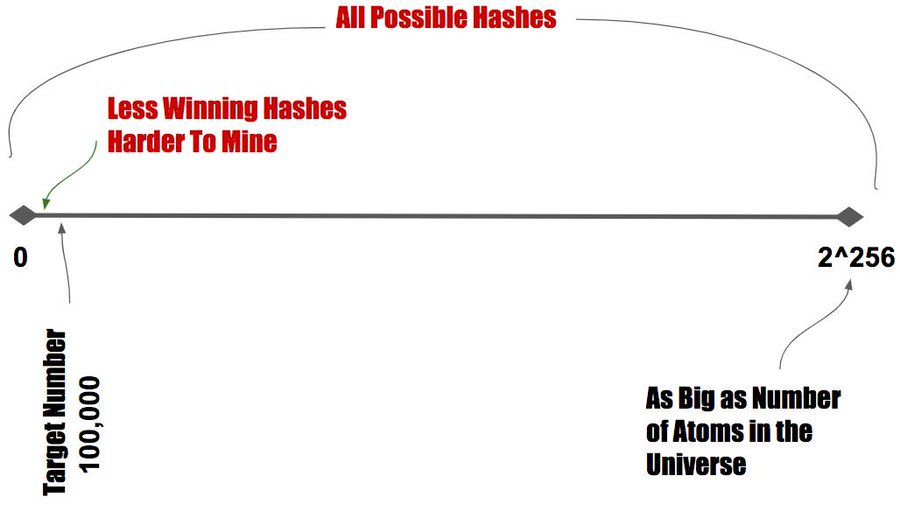 All Possible Hashes
Less Winning Hashes
Harder To Mine
0
2^256
Target Number
100,000
As Big as Number
of Atoms in the
Universe